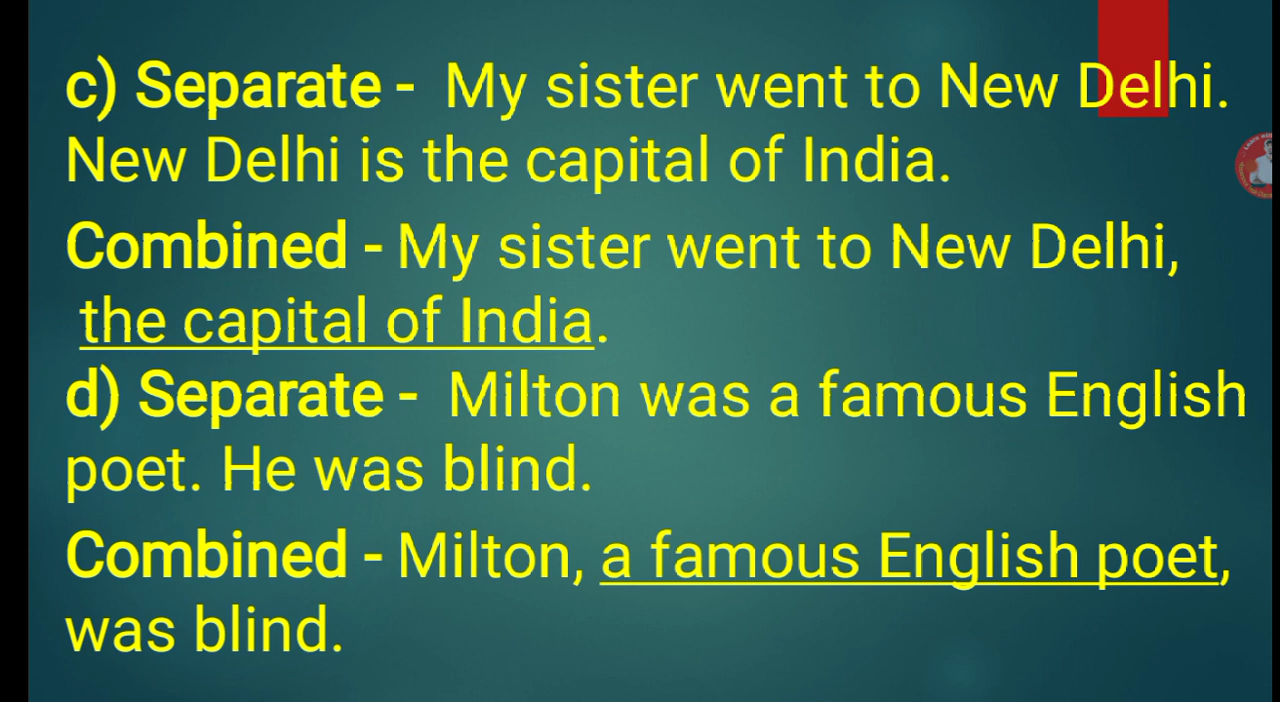 c) Separate - My sister went to New Delhi.
New Delhi is the capital of India.
Combined - My sister went to New Delhi,
the capital of India.
d) Separate - Milton was a famous English
poet. He was blind.
Combined - Milton, a famous English poet,
was blind.